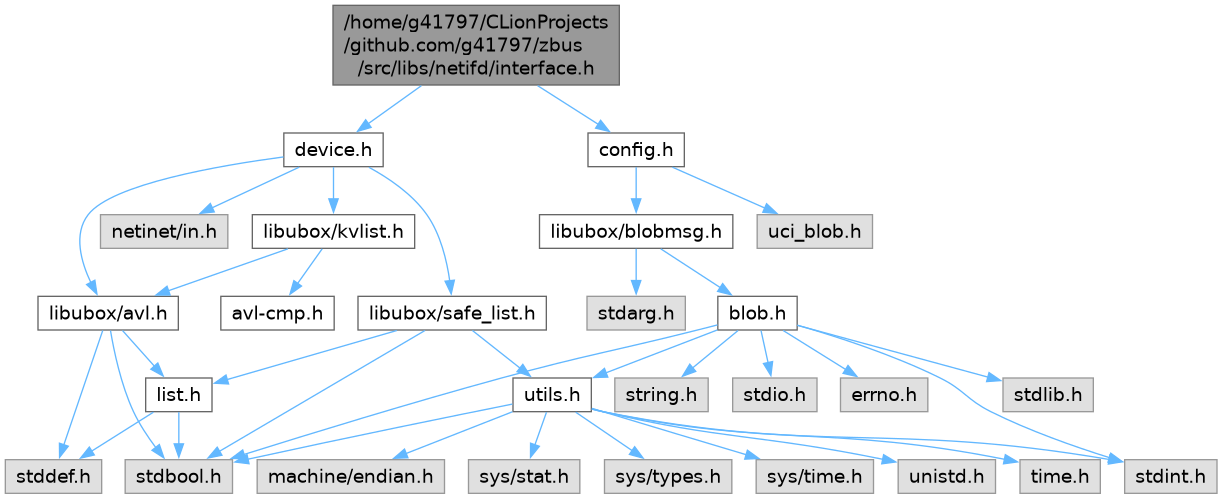 /home/g41797/CLionProjects
/github.com/g41797/zbus
/src/libs/netifd/interface.h
device.h
config.h
netinet/in.h
libubox/kvlist.h
libubox/blobmsg.h
uci_blob.h
libubox/avl.h
avl-cmp.h
libubox/safe_list.h
stdarg.h
blob.h
list.h
utils.h
string.h
stdio.h
errno.h
stdlib.h
stddef.h
stdbool.h
machine/endian.h
sys/stat.h
sys/types.h
sys/time.h
unistd.h
time.h
stdint.h